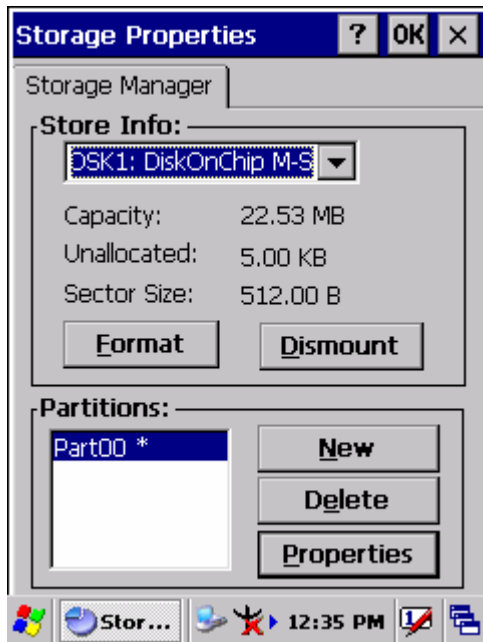 Storage Properties ? OK ×
Storage Manager
Store Info:
DSK1: DiskOnChip M-S
Capacity: 22.53 MB
Unallocated: 5.00 KB
Sector Size: 512.00 B
Format Dismount
Partitions:
Part00 * New
Delete
Properties
Stor... 12:35 PM